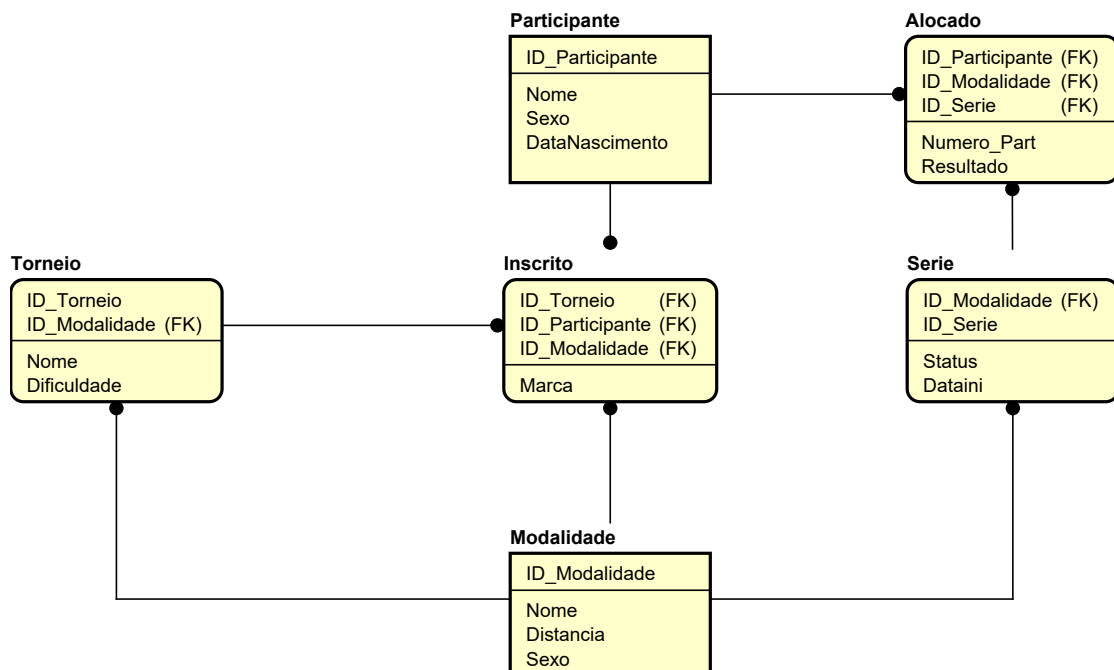 Participante
ID_Participante
Nome
Sexo
DataNascimento
Alocado
ID_Participante (FK)
ID_Modalidade (FK)
ID_Serie (FK)
Numero_Part
Resultado
Torneio
ID_Torneio
ID_Modalidade (FK)
Nome
Dificuldade
Inscrito
ID_Torneio (FK)
ID_Participante (FK)
ID_Modalidade (FK)
Marca
Serie
ID_Modalidade (FK)
ID_Serie
Status
Dataini
Modalidade
ID_Modalidade
Nome
Distancia
Sexo